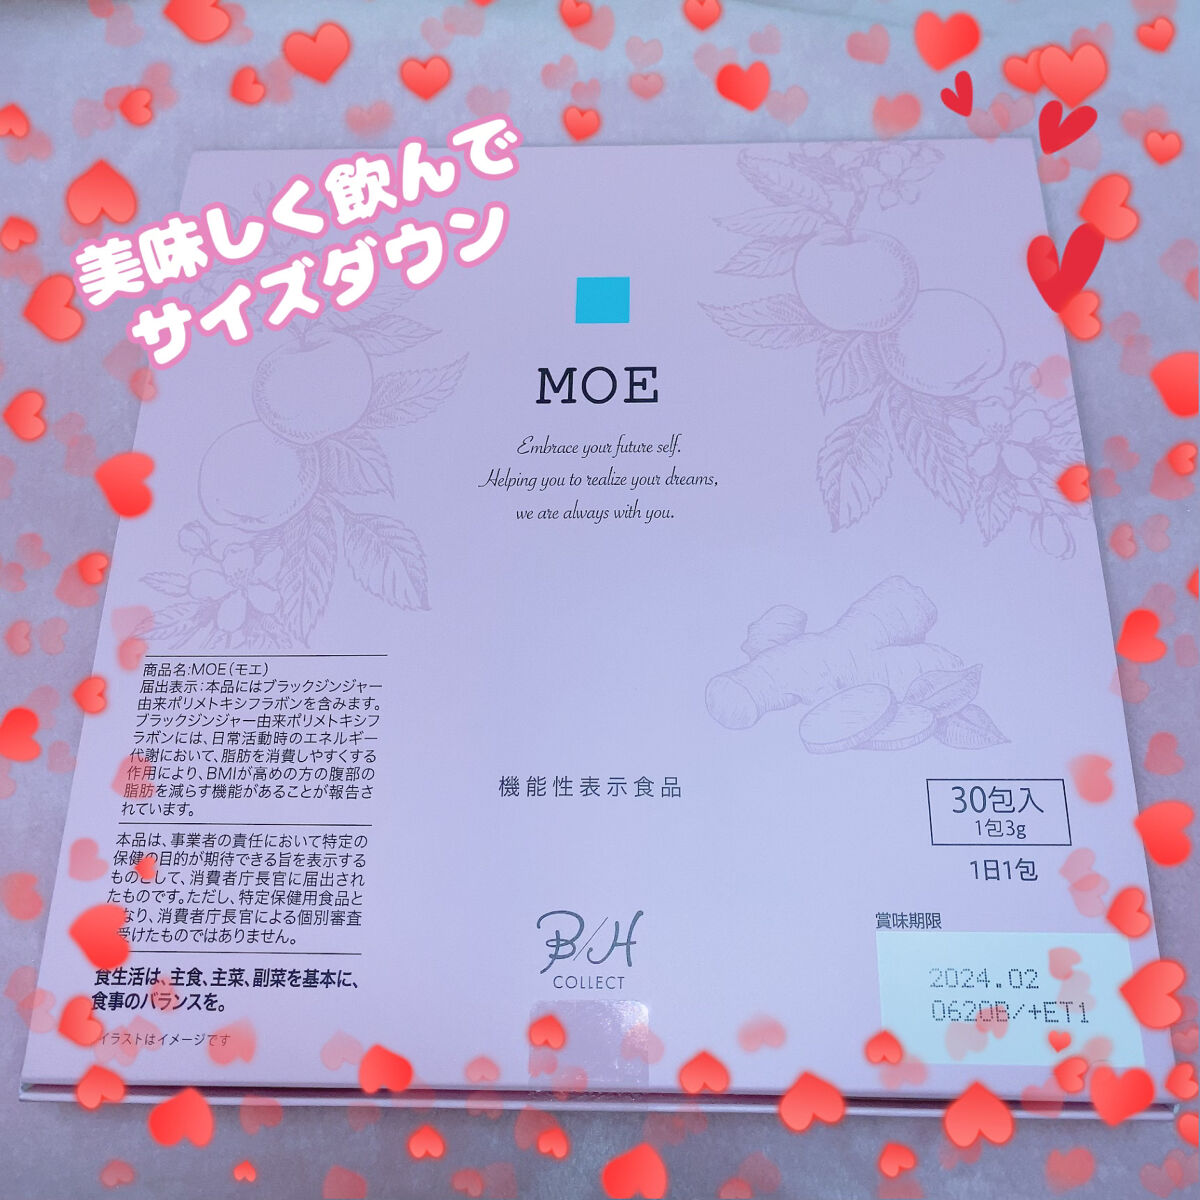 美味しく飲んで
サイズダウン
MOE
Embrace your future self.
Helping you to realize your dreams,
we are always with you.
商品名:MOE(モエ)
届出表示:本品にはブラックジンジャー
由来ポリメトキシフラボンを含みます。
ブラックジンジャー由来ポリメトキシフ
ラボンには、日常活動時のエネルギー
代謝において、脂肪を消費しやすくする
作用により、BMIが高めの方の腹部の
脂肪を減らす機能があることが報告さ
れています。
本品は、事業者の責任において特定の
保健の目的が期待できる旨を表示する
ものとして、消費者庁長官に届出され
たものです。ただし、特定保健用食品と
なり、消費者庁長官による個別審査
受けたものではありません。
食生活は、主食、主菜、副菜を基本に、
食事のバランスを。
イラストはイメージです
機能性表示食品
B/H
COLLECT
30包入
1包3g
1日1包
賞味期限
2024.02
0620B/+ET1